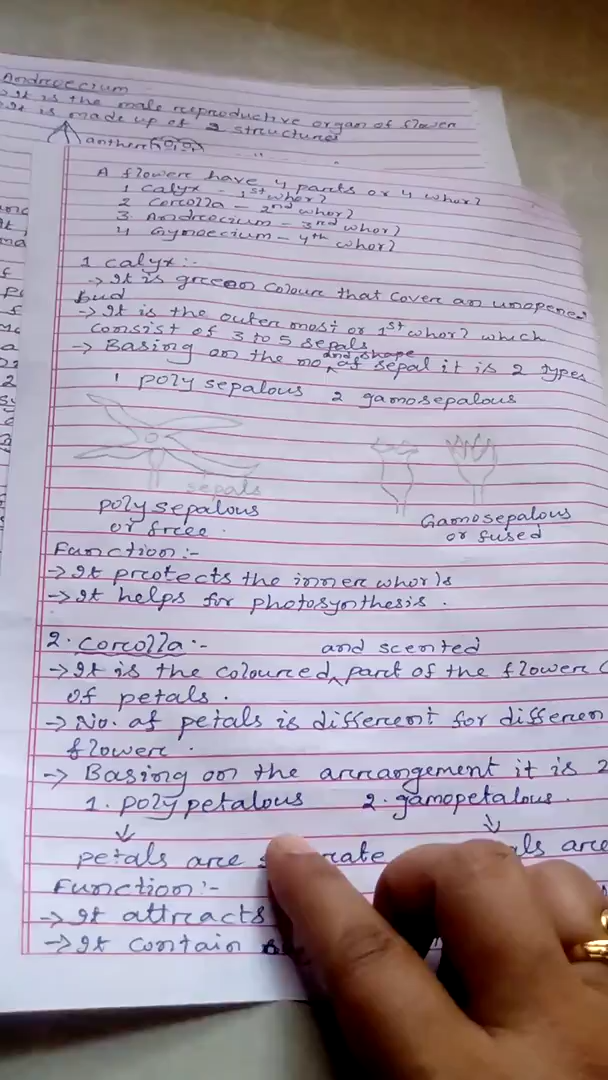 Androecium
It is the male reproductive organ of flower
It is made up of 2 structures
anther
A flower have 4 parts or 4 whorl
1 Calyx - 1st whorl
2 Corolla - 2nd whorl
3. Androecium - 3rd whorl
4 Gynoecium - 4th whorl
1 calyx :-
→ It is green colour that cover an unopened
bud
→ It is the outer most or 1st whorl which
consist of 3 to 5 sepals
and shape
→ Basing on the no. of sepal it is 2 types
1 poly sepalous 2 gamosepalous
sepals
poly sepalous
or free.
Gamosepalous
or fused
Function :-
→ It protects the inner whorls
→ It helps for photosynthesis.
2. Corolla :- and scented
→ It is the coloured part of the flower
of petals.
→ No. of petals is different for differen
flower.
→ Basing on the arrangement it is 2
1. polypetalous 2. gamopetalous.
petals are als are
Function :-
→ It attracts
→ It contain